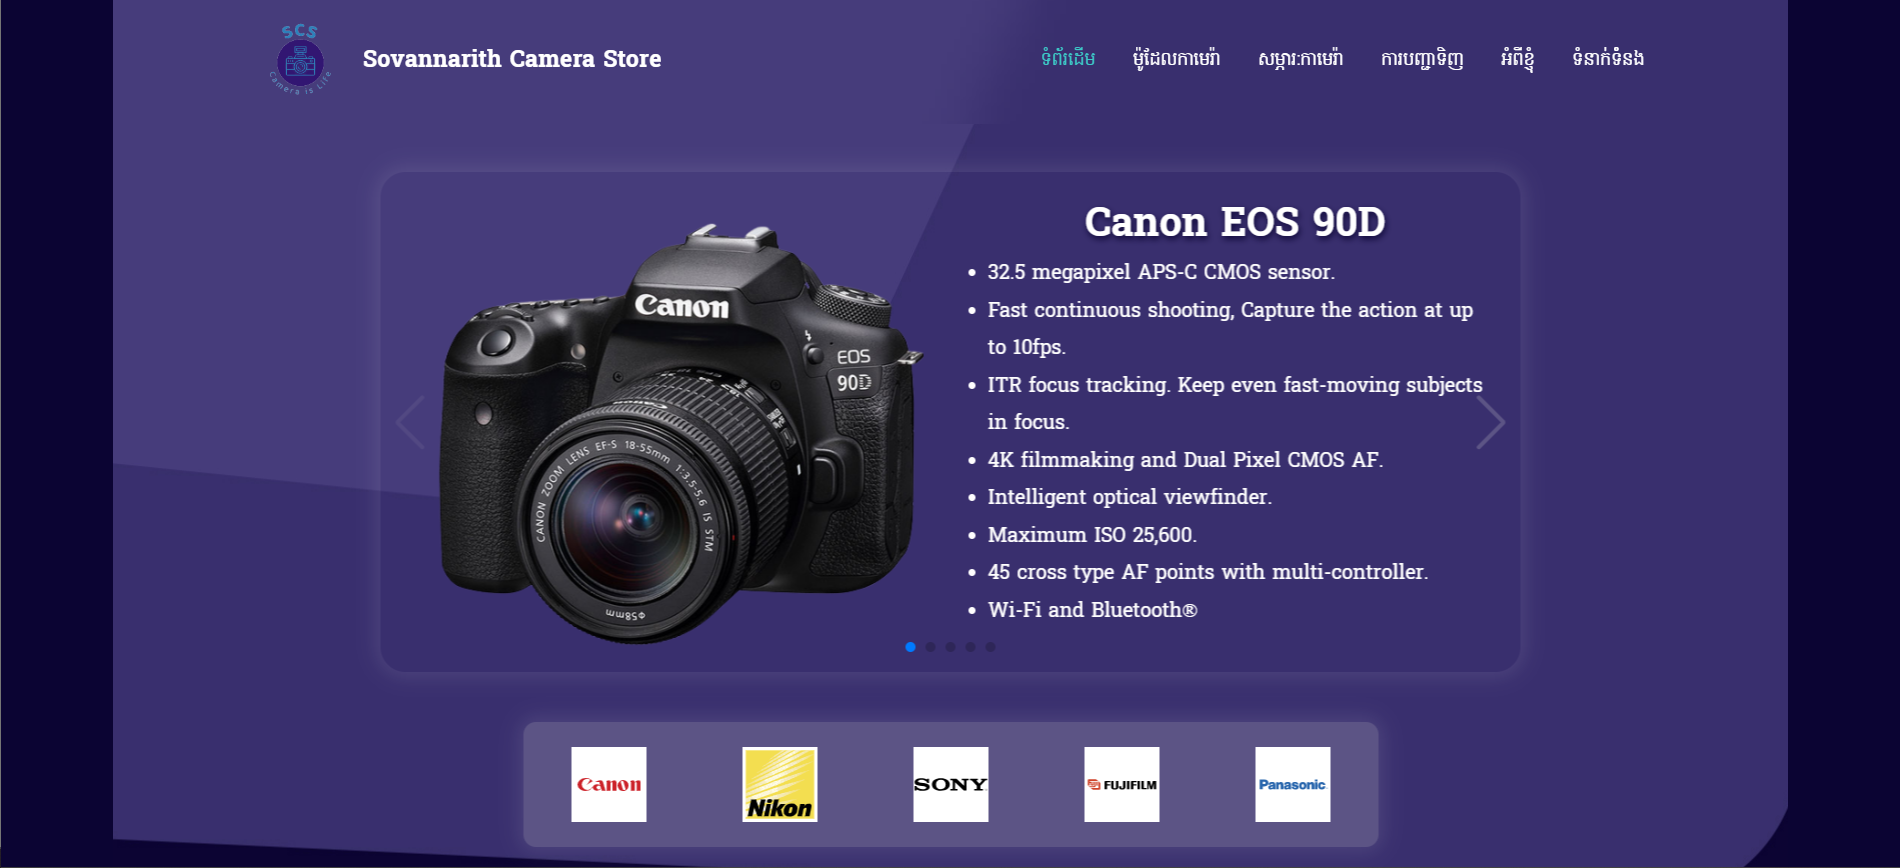 SCS
Camera is Life
Sovannarith Camera Store
ទំព័រដើម
ម៉ូដែលកាមេរ៉ា
សម្ភារៈកាមេរ៉ា
ការបញ្ជាទិញ
អំពីខ្ញុំ
ទំនាក់ទំនង
Canon
EOS
90D
CANON ZOOM LENS EF-S 18-55mm 1:3.5-5.6 IS STM
Φ58mm
Canon EOS 90D
• 32.5 megapixel APS-C CMOS sensor.
• Fast continuous shooting, Capture the action at up
to 10fps.
• ITR focus tracking. Keep even fast-moving subjects
in focus.
• 4K filmmaking and Dual Pixel CMOS AF.
• Intelligent optical viewfinder.
• Maximum ISO 25,600.
• 45 cross type AF points with multi-controller.
• Wi-Fi and Bluetooth®
Canon
Nikon
SONY
FUJIFILM
Panasonic